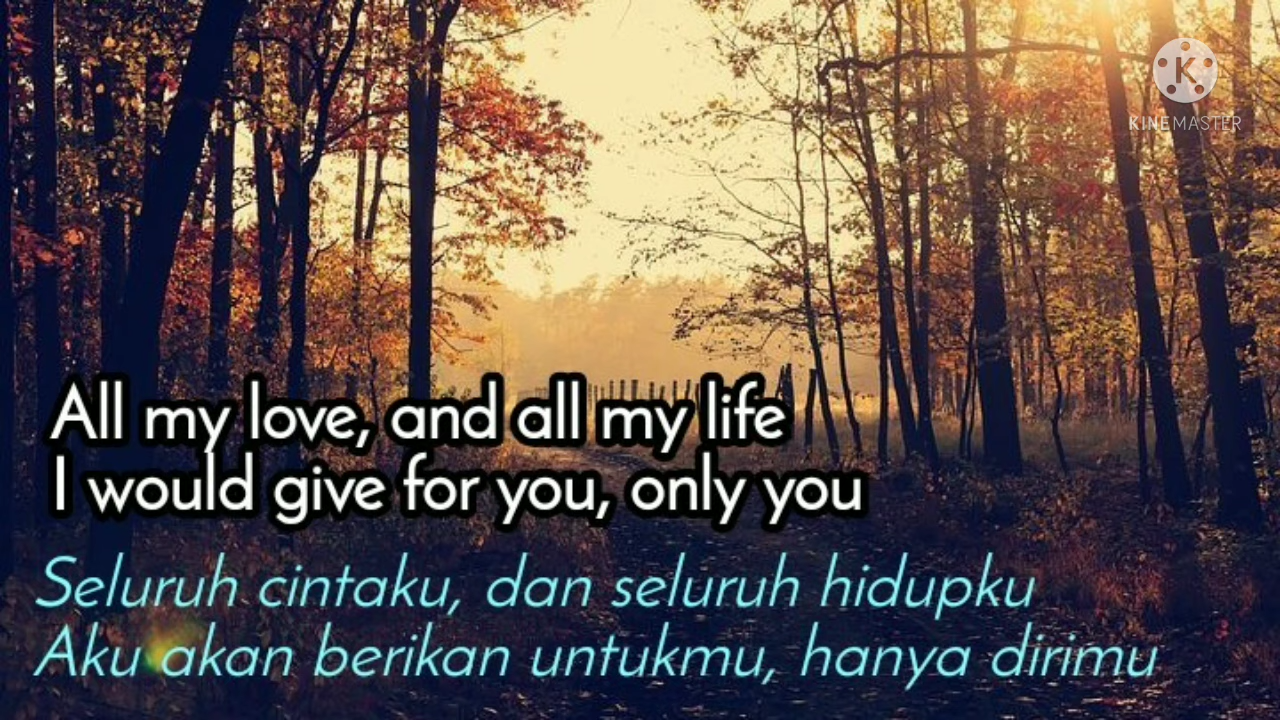 KINEMASTER
All my love, and all my life
I would give for you, only you
Seluruh cintaku, dan seluruh hidupku
Aku akan berikan untukmu, hanya dirimu